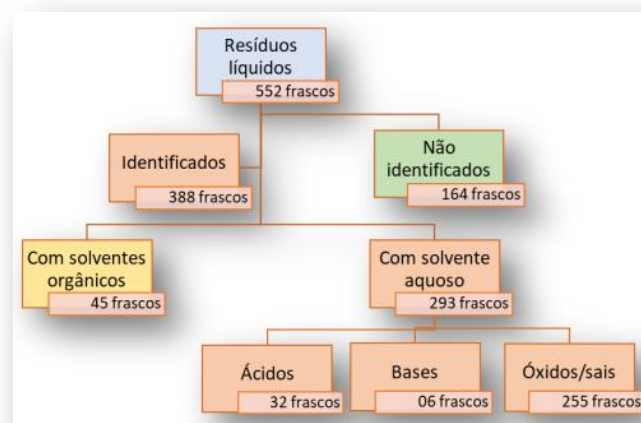 Resíduos
líquidos
552 frascos
Identificados
388 frascos
Não
identificados
164 frascos
Com solventes
orgânicos
45 frascos
Com solvente
aquoso
293 frascos
Ácidos
32 frascos
Bases
06 frascos
Óxidos/sais
255 frascos